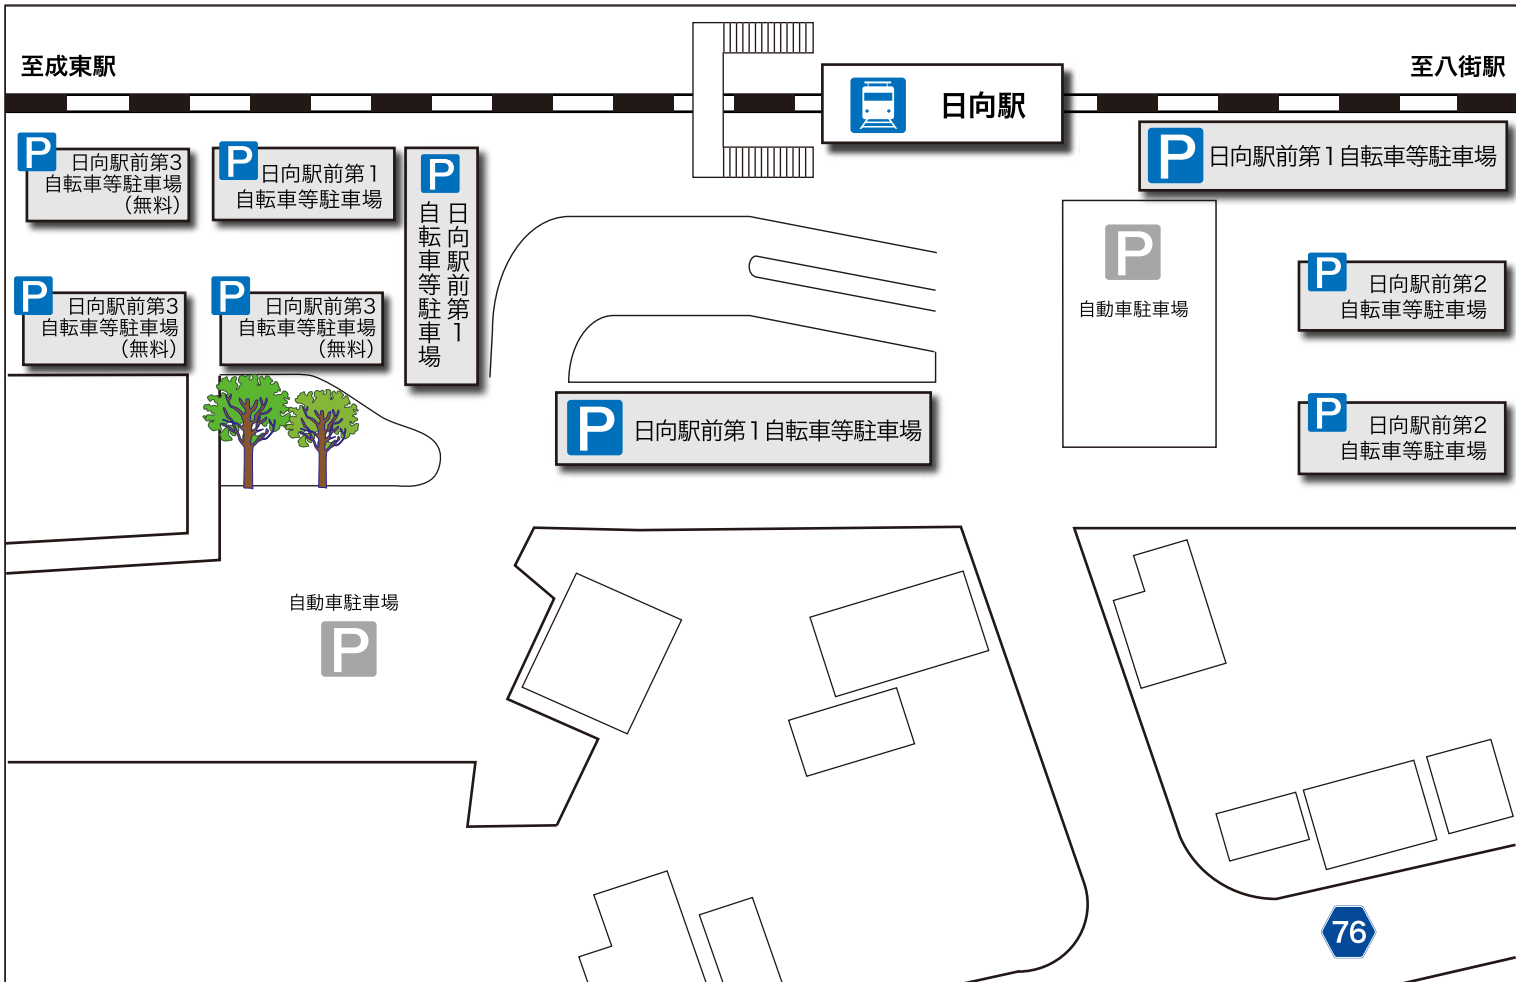 至成東駅
至八街駅
日向駅
P
日向駅前第3
自転車等駐車場
（無料）
P
日向駅前第1
自転車等駐車場
P
日向駅前第1
自転車等駐車場
P
日向駅前第1自転車等駐車場
P
自動車駐車場
P
日向駅前第2
自転車等駐車場
P
日向駅前第3
自転車等駐車場
（無料）
P
日向駅前第3
自転車等駐車場
（無料）
P
日向駅前第1自転車等駐車場
P
日向駅前第2
自転車等駐車場
自動車駐車場
P
76